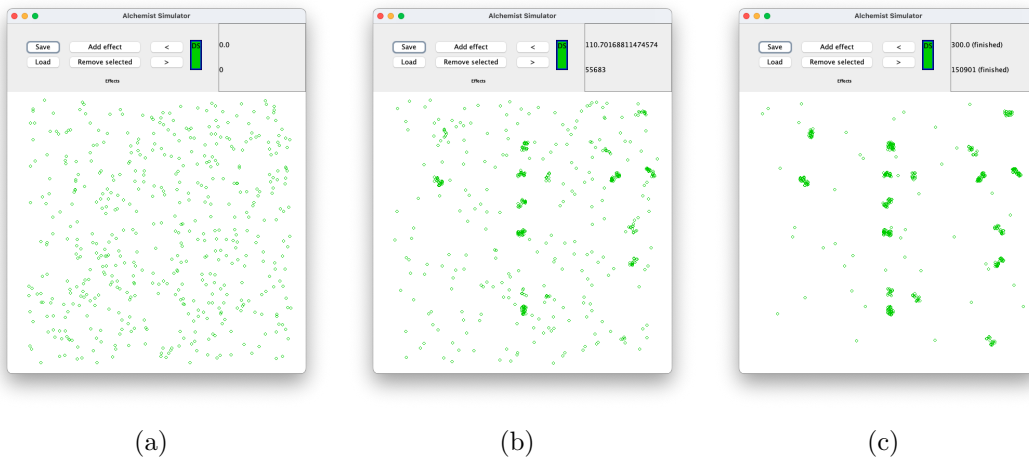 Alchemist Simulator
Save Add effect < DS 0.0
Load Remove selected > 0
Effects
Alchemist Simulator
Save Add effect < DS 110.70168811474574
Load Remove selected > 55683
Effects
Alchemist Simulator
Save Add effect < DS 300.0 (finished)
Load Remove selected > 150901 (finished)
Effects
(a)
(b)
(c)